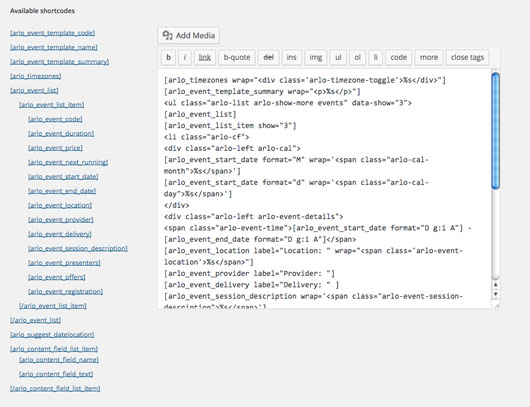 Available shortcodes
[arlo_event_template_code]
[arlo_event_template_name]
[arlo_event_template_summary]
[arlo_timezones]
[arlo_event_list]
[arlo_event_list_item]
[arlo_event_code]
[arlo_event_duration]
[arlo_event_price]
[arlo_event_next_running]
[arlo_event_start_date]
[arlo_event_end_date]
[arlo_event_location]
[arlo_event_provider]
[arlo_event_delivery]
[arlo_event_session_description]
[arlo_event_presenters]
[arlo_event_offers]
[arlo_event_registration]
[/arlo_event_list_item]
[/arlo_event_list]
[arlo_suggest_datelocation]
[arlo_content_field_list_item]
[arlo_content_field_name]
[arlo_content_field_text]
[/arlo_content_field_list_item]
Add Media
b i link b-quote del ins img ul ol li code more close tags
[arlo_timezones wrap="<div class='arlo-timezone-toggle'>%s</div>"]
[arlo_event_template_summary wrap="<p>%s</p>"]
<ul class="arlo-list arlo-show-more events" data-show="3">
[arlo_event_list]
[arlo_event_list_item show="3"]
<li class="arlo-cf">
<div class="arlo-left arlo-cal">
[arlo_event_start_date format="M" wrap='<span class="arlo-cal-
month">%s</span>']
[arlo_event_start_date format="d" wrap='<span class="arlo-cal-
day">%s</span>']
</div>
<div class="arlo-left arlo-event-details">
<span class="arlo-event-time">[arlo_event_start_date format="D g:i A"] -
[arlo_event_end_date format="D g:i A"]</span>
[arlo_event_location label="Location: " wrap="<span class='arlo-event-
location'>%s</span>"]
[arlo_event_provider label="Provider: "]
[arlo_event_delivery label="Delivery: " ]
[arlo_event_session_description wrap='<span class="arlo-event-session-
description">%s</span>']